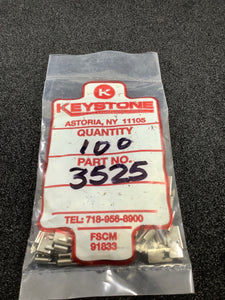 K
KEYSTONE
ASTORIA, NY 11105
QUANTITY
100
PART NO.
3525
TEL: 718-956-8900
FSCM
91833